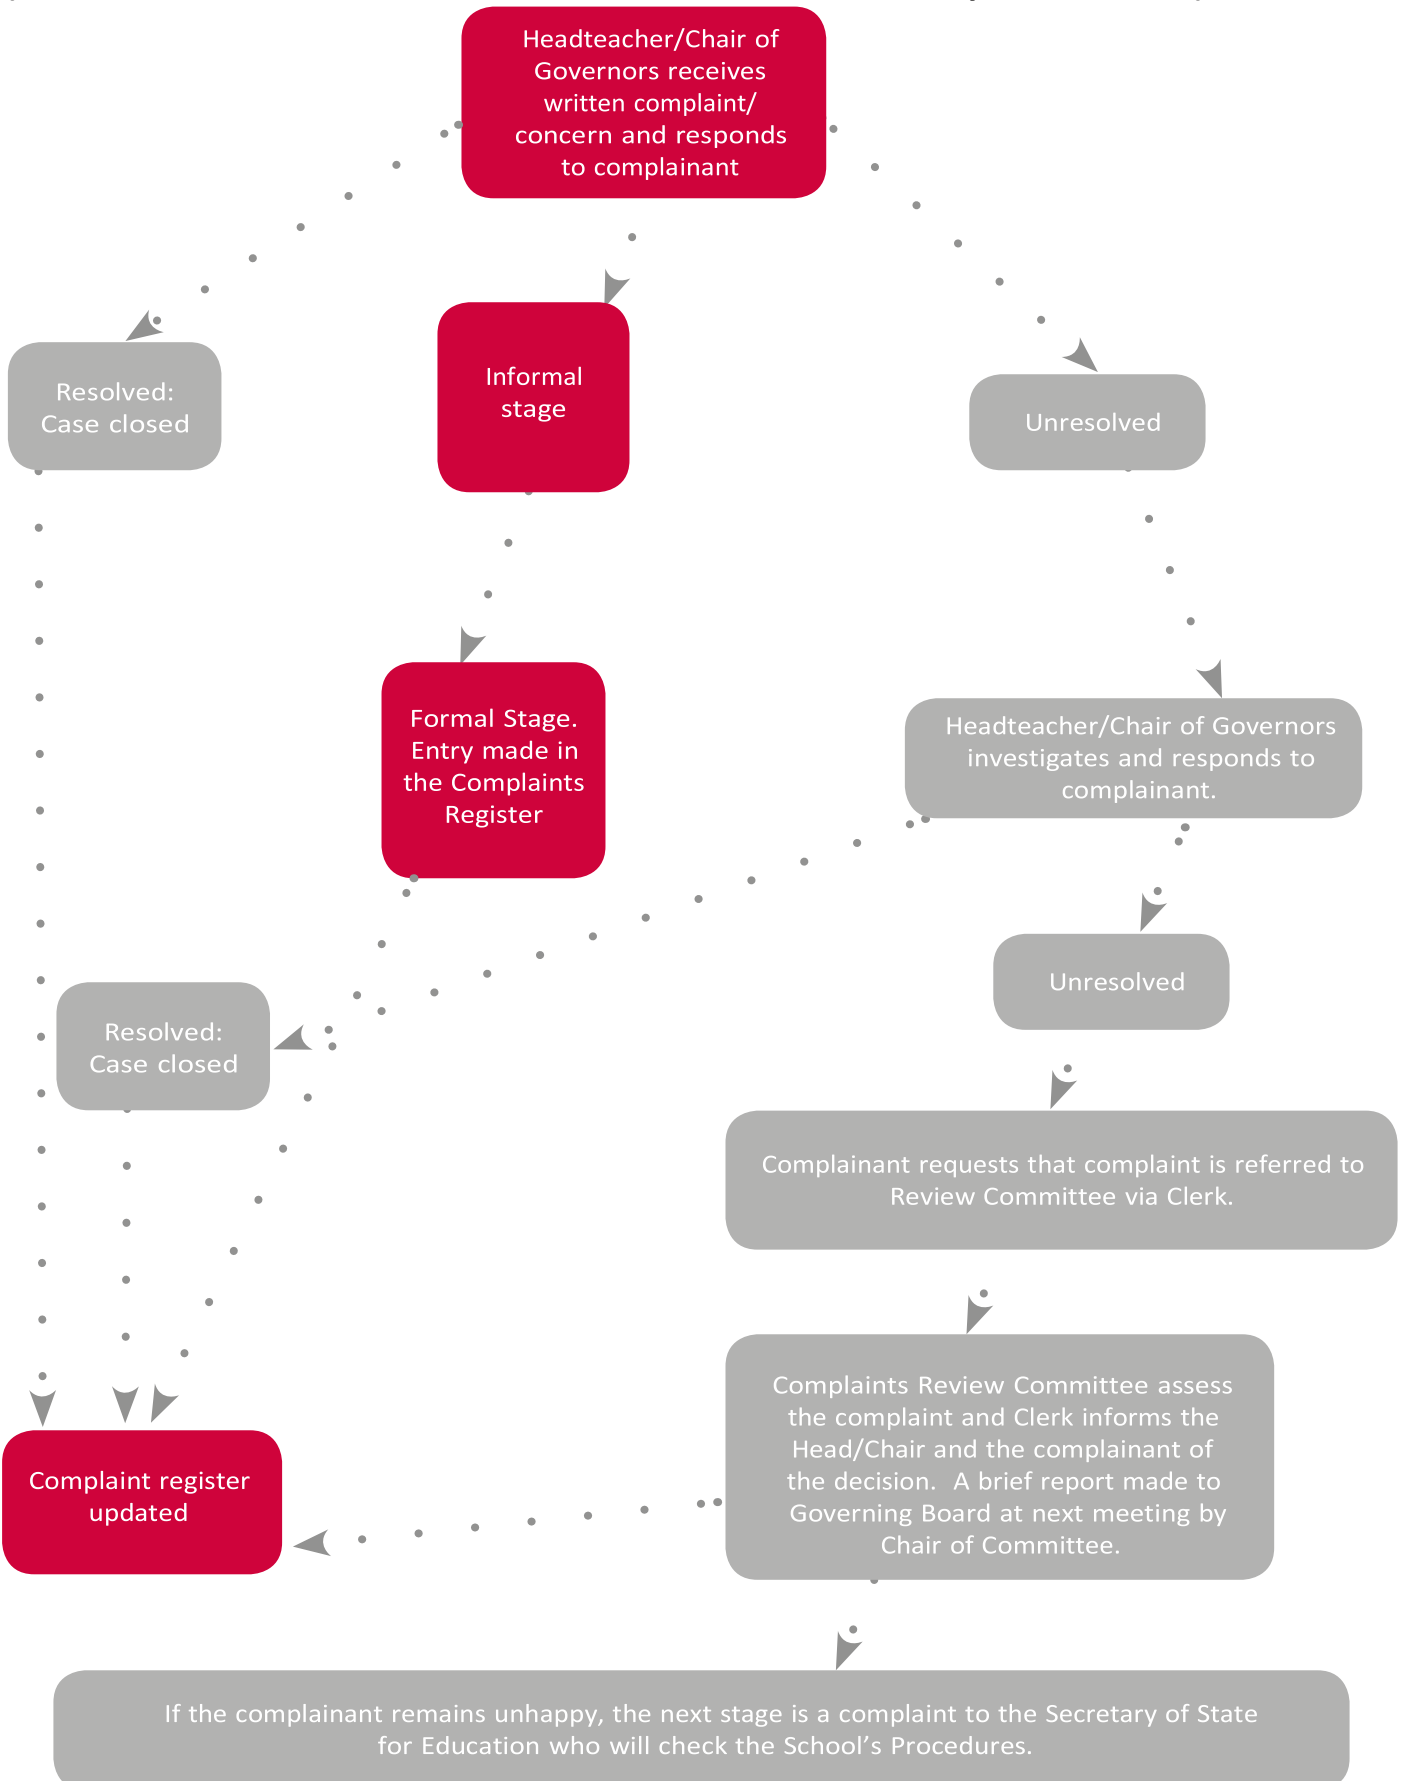 Headteacher/Chair of
Governors receives
written complaint/
concern and responds
to complainant
Resolved:
Case closed
Informal
stage
Unresolved
Formal Stage.
Entry made in
the Complaints
Register
Headteacher/Chair of Governors
investigates and responds to
complainant.
Unresolved
Resolved:
Case closed
Complainant requests that complaint is referred to
Review Committee via Clerk.
Complaints Review Committee assess
the complaint and Clerk informs the
Head/Chair and the complainant of
the decision.  A brief report made to
Governing Board at next meeting by
Chair of Committee.
Complaint register
updated
If the complainant remains unhappy, the next stage is a complaint to the Secretary of State
for Education who will check the School’s Procedures.